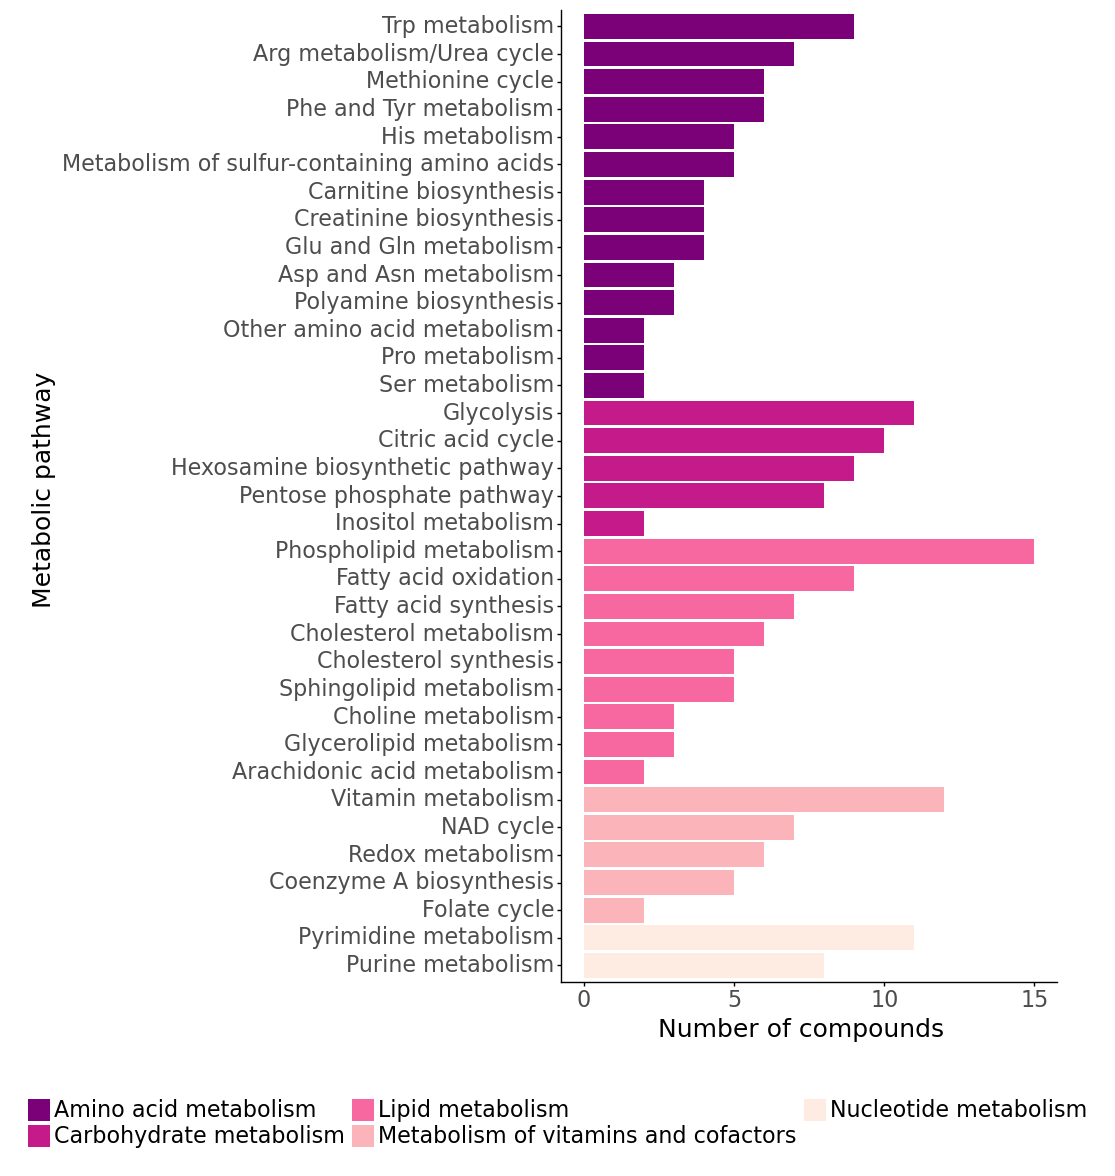 Trp metabolism
Arg metabolism/Urea cycle
Methionine cycle
Phe and Tyr metabolism
His metabolism
Metabolism of sulfur-containing amino acids
Carnitine biosynthesis
Creatinine biosynthesis
Glu and Gln metabolism
Asp and Asn metabolism
Polyamine biosynthesis
Other amino acid metabolism
Pro metabolism
Ser metabolism
Glycolysis
Citric acid cycle
Hexosamine biosynthetic pathway
Pentose phosphate pathway
Inositol metabolism
Phospholipid metabolism
Fatty acid oxidation
Fatty acid synthesis
Cholesterol metabolism
Cholesterol synthesis
Sphingolipid metabolism
Choline metabolism
Glycerolipid metabolism
Arachidonic acid metabolism
Vitamin metabolism
NAD cycle
Redox metabolism
Coenzyme A biosynthesis
Folate cycle
Pyrimidine metabolism
Purine metabolism
Metabolic pathway
0 5 10 15
Number of compounds
Amino acid metabolism
Carbohydrate metabolism
Lipid metabolism
Metabolism of vitamins and cofactors
Nucleotide metabolism